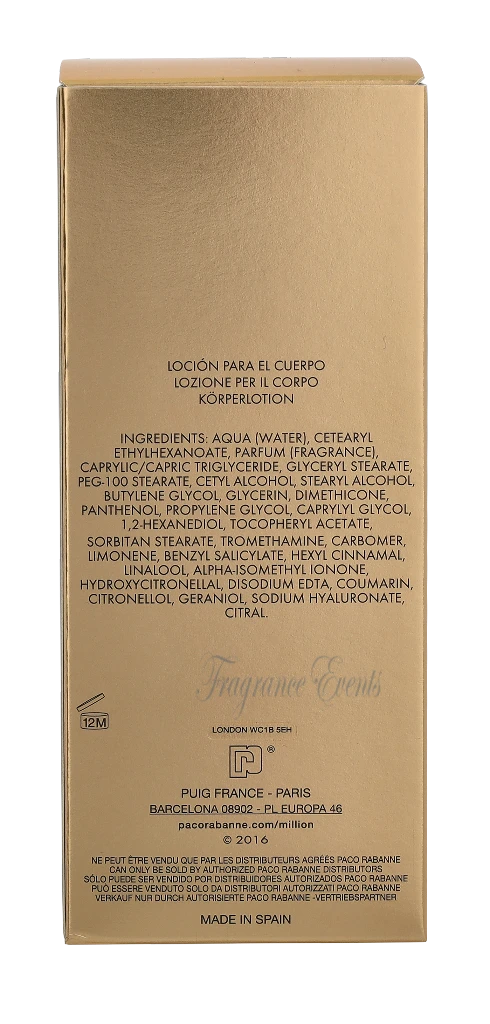 LOCIÓN PARA EL CUERPO
LOZIONE PER IL CORPO
KÖRPERLOTION
INGREDIENTS: AQUA (WATER), CETEARYL
ETHYLHEXANOATE, PARFUM (FRAGRANCE),
CAPRYLIC/CAPRIC TRIGLYCERIDE, GLYCERYL STEARATE,
PEG-100 STEARATE, CETYL ALCOHOL, STEARYL ALCOHOL,
BUTYLENE GLYCOL, GLYCERIN, DIMETHICONE,
PANTHENOL, PROPYLENE GLYCOL, CAPRYLYL GLYCOL,
1,2-HEXANEDIOL, TOCOPHERYL ACETATE,
SORBITAN STEARATE, TROMETHAMINE, CARBOMER,
LIMONENE, BENZYL SALICYLATE, HEXYL CINNAMAL,
LINALOOL, ALPHA-ISOMETHYL IONONE,
HYDROXYCITRONELLAL, DISODIUM EDTA, COUMARIN,
CITRONELLOL, GERANIOL, SODIUM HYALURONATE,
CITRAL.
Fragrance Events
12M
LONDON WC1B 5EH
®
PUIG FRANCE - PARIS
BARCELONA 08902 - PL EUROPA 46
pacorabanne.com/million
© 2016
NE PEUT ÊTRE VENDU QUE PAR LES DISTRIBUTEURS AGRÉÉS PACO RABANNE
CAN ONLY BE SOLD BY AUTHORIZED PACO RABANNE DISTRIBUTORS
SÓLO PUEDE SER VENDIDO POR DISTRIBUIDORES AUTORIZADOS PACO RABANNE
PUÒ ESSERE VENDUTO SOLO DA DISTRIBUTORI AUTORIZZATI PACO RABANNE
VERKAUF NUR DURCH AUTORISIERTE PACO RABANNE -VERTRIEBSPARTNER
MADE IN SPAIN